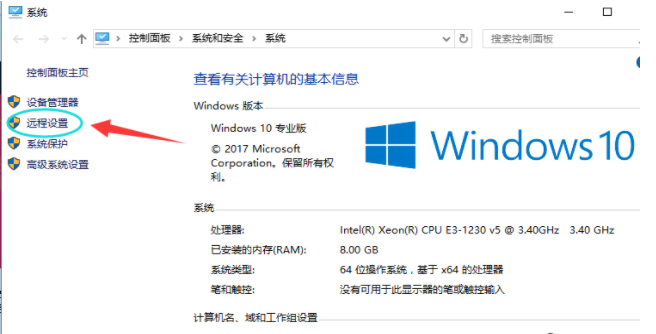 系统
控制面板 > 系统和安全 > 系统
搜索控制面板
控制面板主页
设备管理器
远程设置
系统保护
高级系统设置
查看有关计算机的基本信息
Windows 版本
Windows 10 专业版
© 2017 Microsoft
Corporation。保留所有权
利。
Windows 10
系统
处理器: Intel(R) Xeon(R) CPU E3-1230 v5 @ 3.40GHz 3.40 GHz
已安装的内存(RAM): 8.00 GB
系统类型: 64 位操作系统，基于 x64 的处理器
笔和触控: 没有可用于此显示器的笔或触控输入
计算机名、域和工作组设置